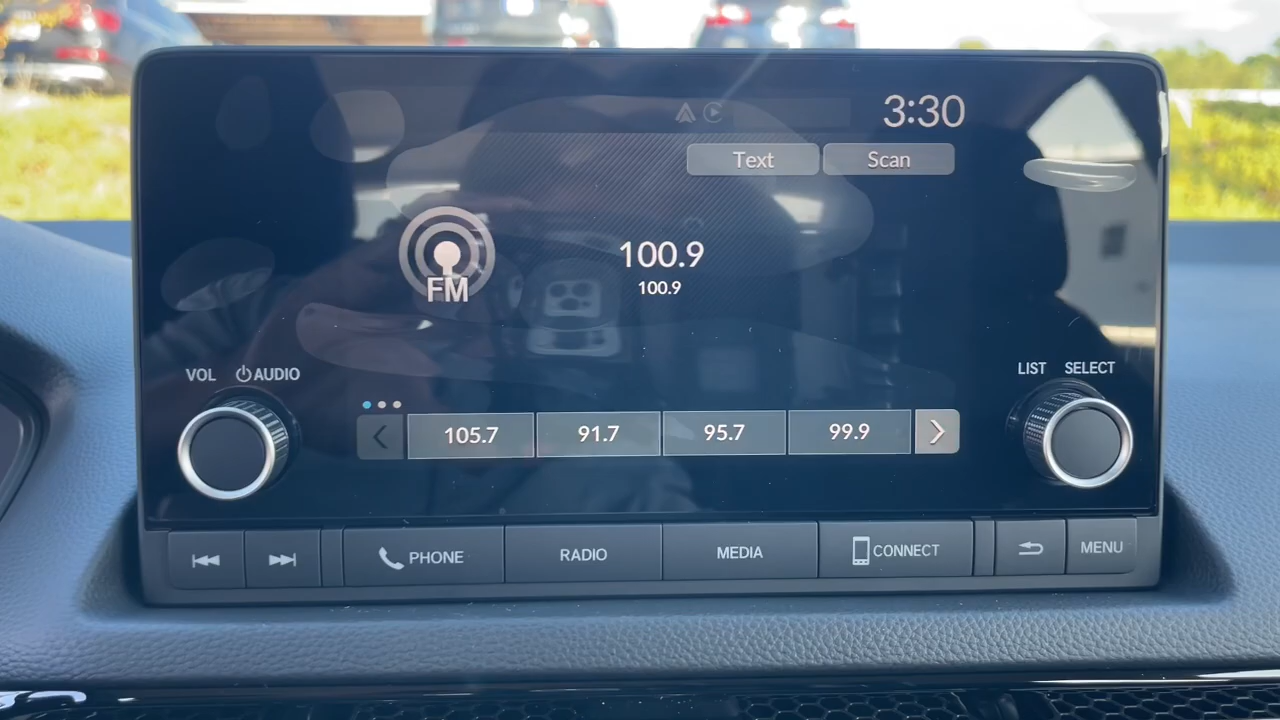 3:30
Text Scan
FM
100.9
100.9
VOL AUDIO
LIST SELECT
105.7 91.7 95.7 99.9
PHONE RADIO MEDIA CONNECT MENU